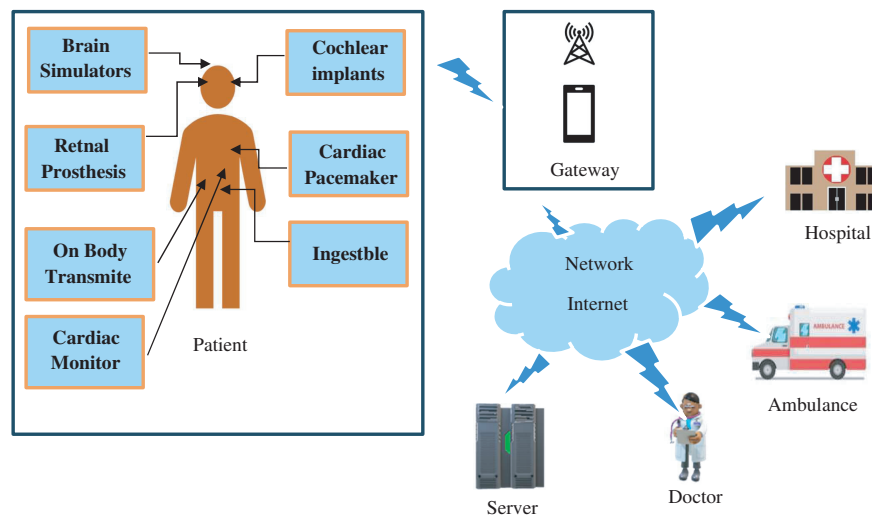 Brain
Simulators
Cochlear
implants
Retnal
Prosthesis
Cardiac
Pacemaker
On Body
Transmite
Ingestble
Cardiac
Monitor
Patient
Gateway
Network
Internet
Hospital
AMBULANCE
Ambulance
Server
Doctor